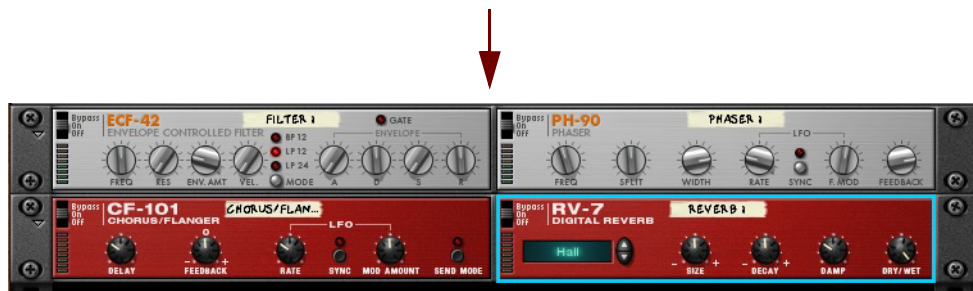 Bypass
On
Off
ECF-42
ENVELOPE CONTROLLED FILTER
FILTER 1
GATE
BP 12
LP 12
LP 24
MODE
ENVELOPE
FREQ RES ENV. AMT VEL. A D S R
Bypass
On
Off
PH-90
PHASER
PHASER 1
LFO
FREQ SPLIT WIDTH RATE SYNC F. MOD FEEDBACK
Bypass
On
Off
CF-101
CHORUS/FLANGER
CHORUS/FLAN...
LFO
O
- +
DELAY FEEDBACK RATE SYNC MOD AMOUNT SEND MODE
Bypass
On
Off
RV-7
DIGITAL REVERB
REVERB 1
Hall
- + - +
SIZE DECAY DAMP DRY/WET